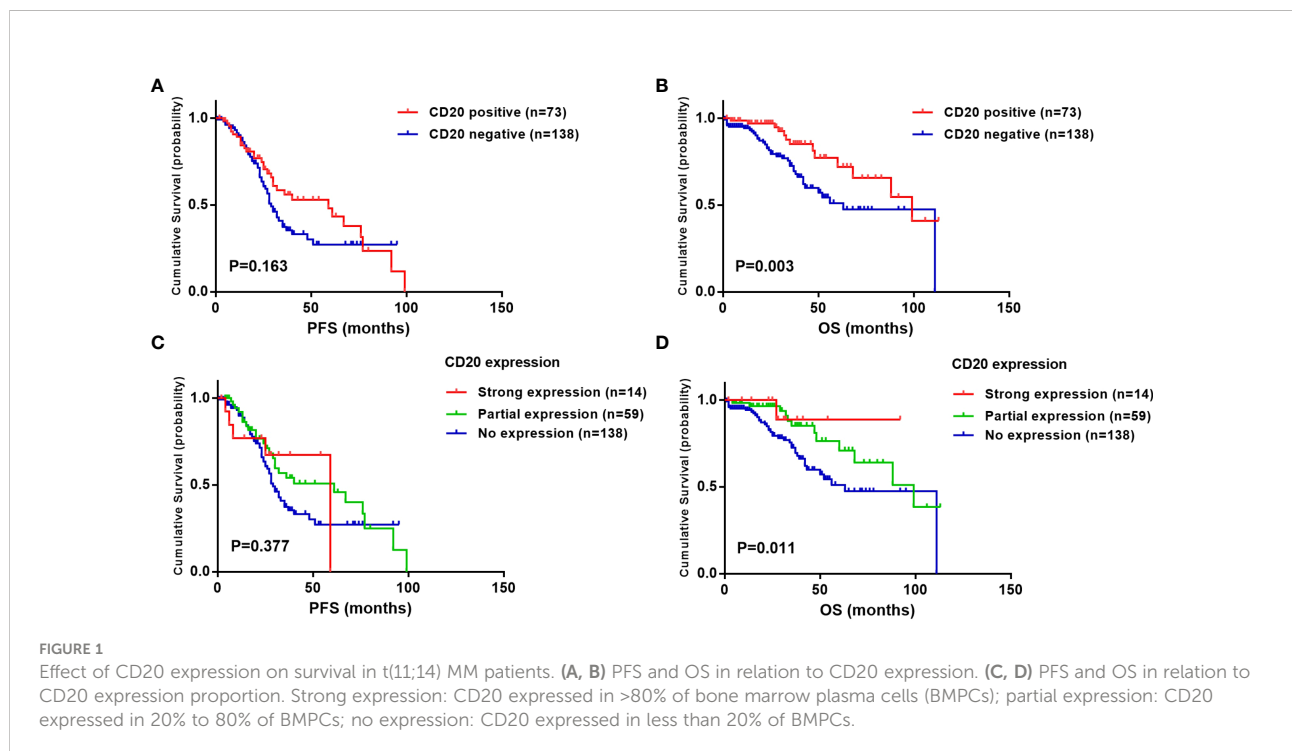 A
Cumulative Survival (probability)
1.0
0.5
0.0
0
50
100
150
PFS (months)
CD20 positive (n=73)
CD20 negative (n=138)
P=0.163
B
Cumulative Survival (probability)
1.0
0.5
0.0
0
50
100
150
OS (months)
CD20 positive (n=73)
CD20 negative (n=138)
P=0.003
C
Cumulative Survival (probability)
1.0
0.5
0.0
0
50
100
150
PFS (months)
CD20 expression
Strong expression (n=14)
Partial expression (n=59)
No expression (n=138)
P=0.377
D
Cumulative Survival (probability)
1.0
0.5
0.0
0
50
100
150
OS (months)
CD20 expression
Strong expression (n=14)
Partial expression (n=59)
No expression (n=138)
P=0.011
FIGURE 1
Effect of CD20 expression on survival in t(11;14) MM patients. (A, B) PFS and OS in relation to CD20 expression. (C, D) PFS and OS in relation to
CD20 expression proportion. Strong expression: CD20 expressed in >80% of bone marrow plasma cells (BMPCs); partial expression: CD20
expressed in 20% to 80% of BMPCs; no expression: CD20 expressed in less than 20% of BMPCs.